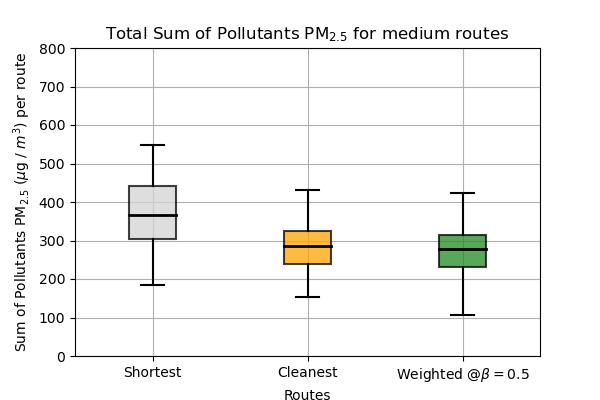 Total Sum of Pollutants PM2.5 for medium routes
Sum of Pollutants PM2.5 (μg / m³) per route
800
700
600
500
400
300
200
100
0
Shortest
Cleanest
Weighted @β = 0.5
Routes